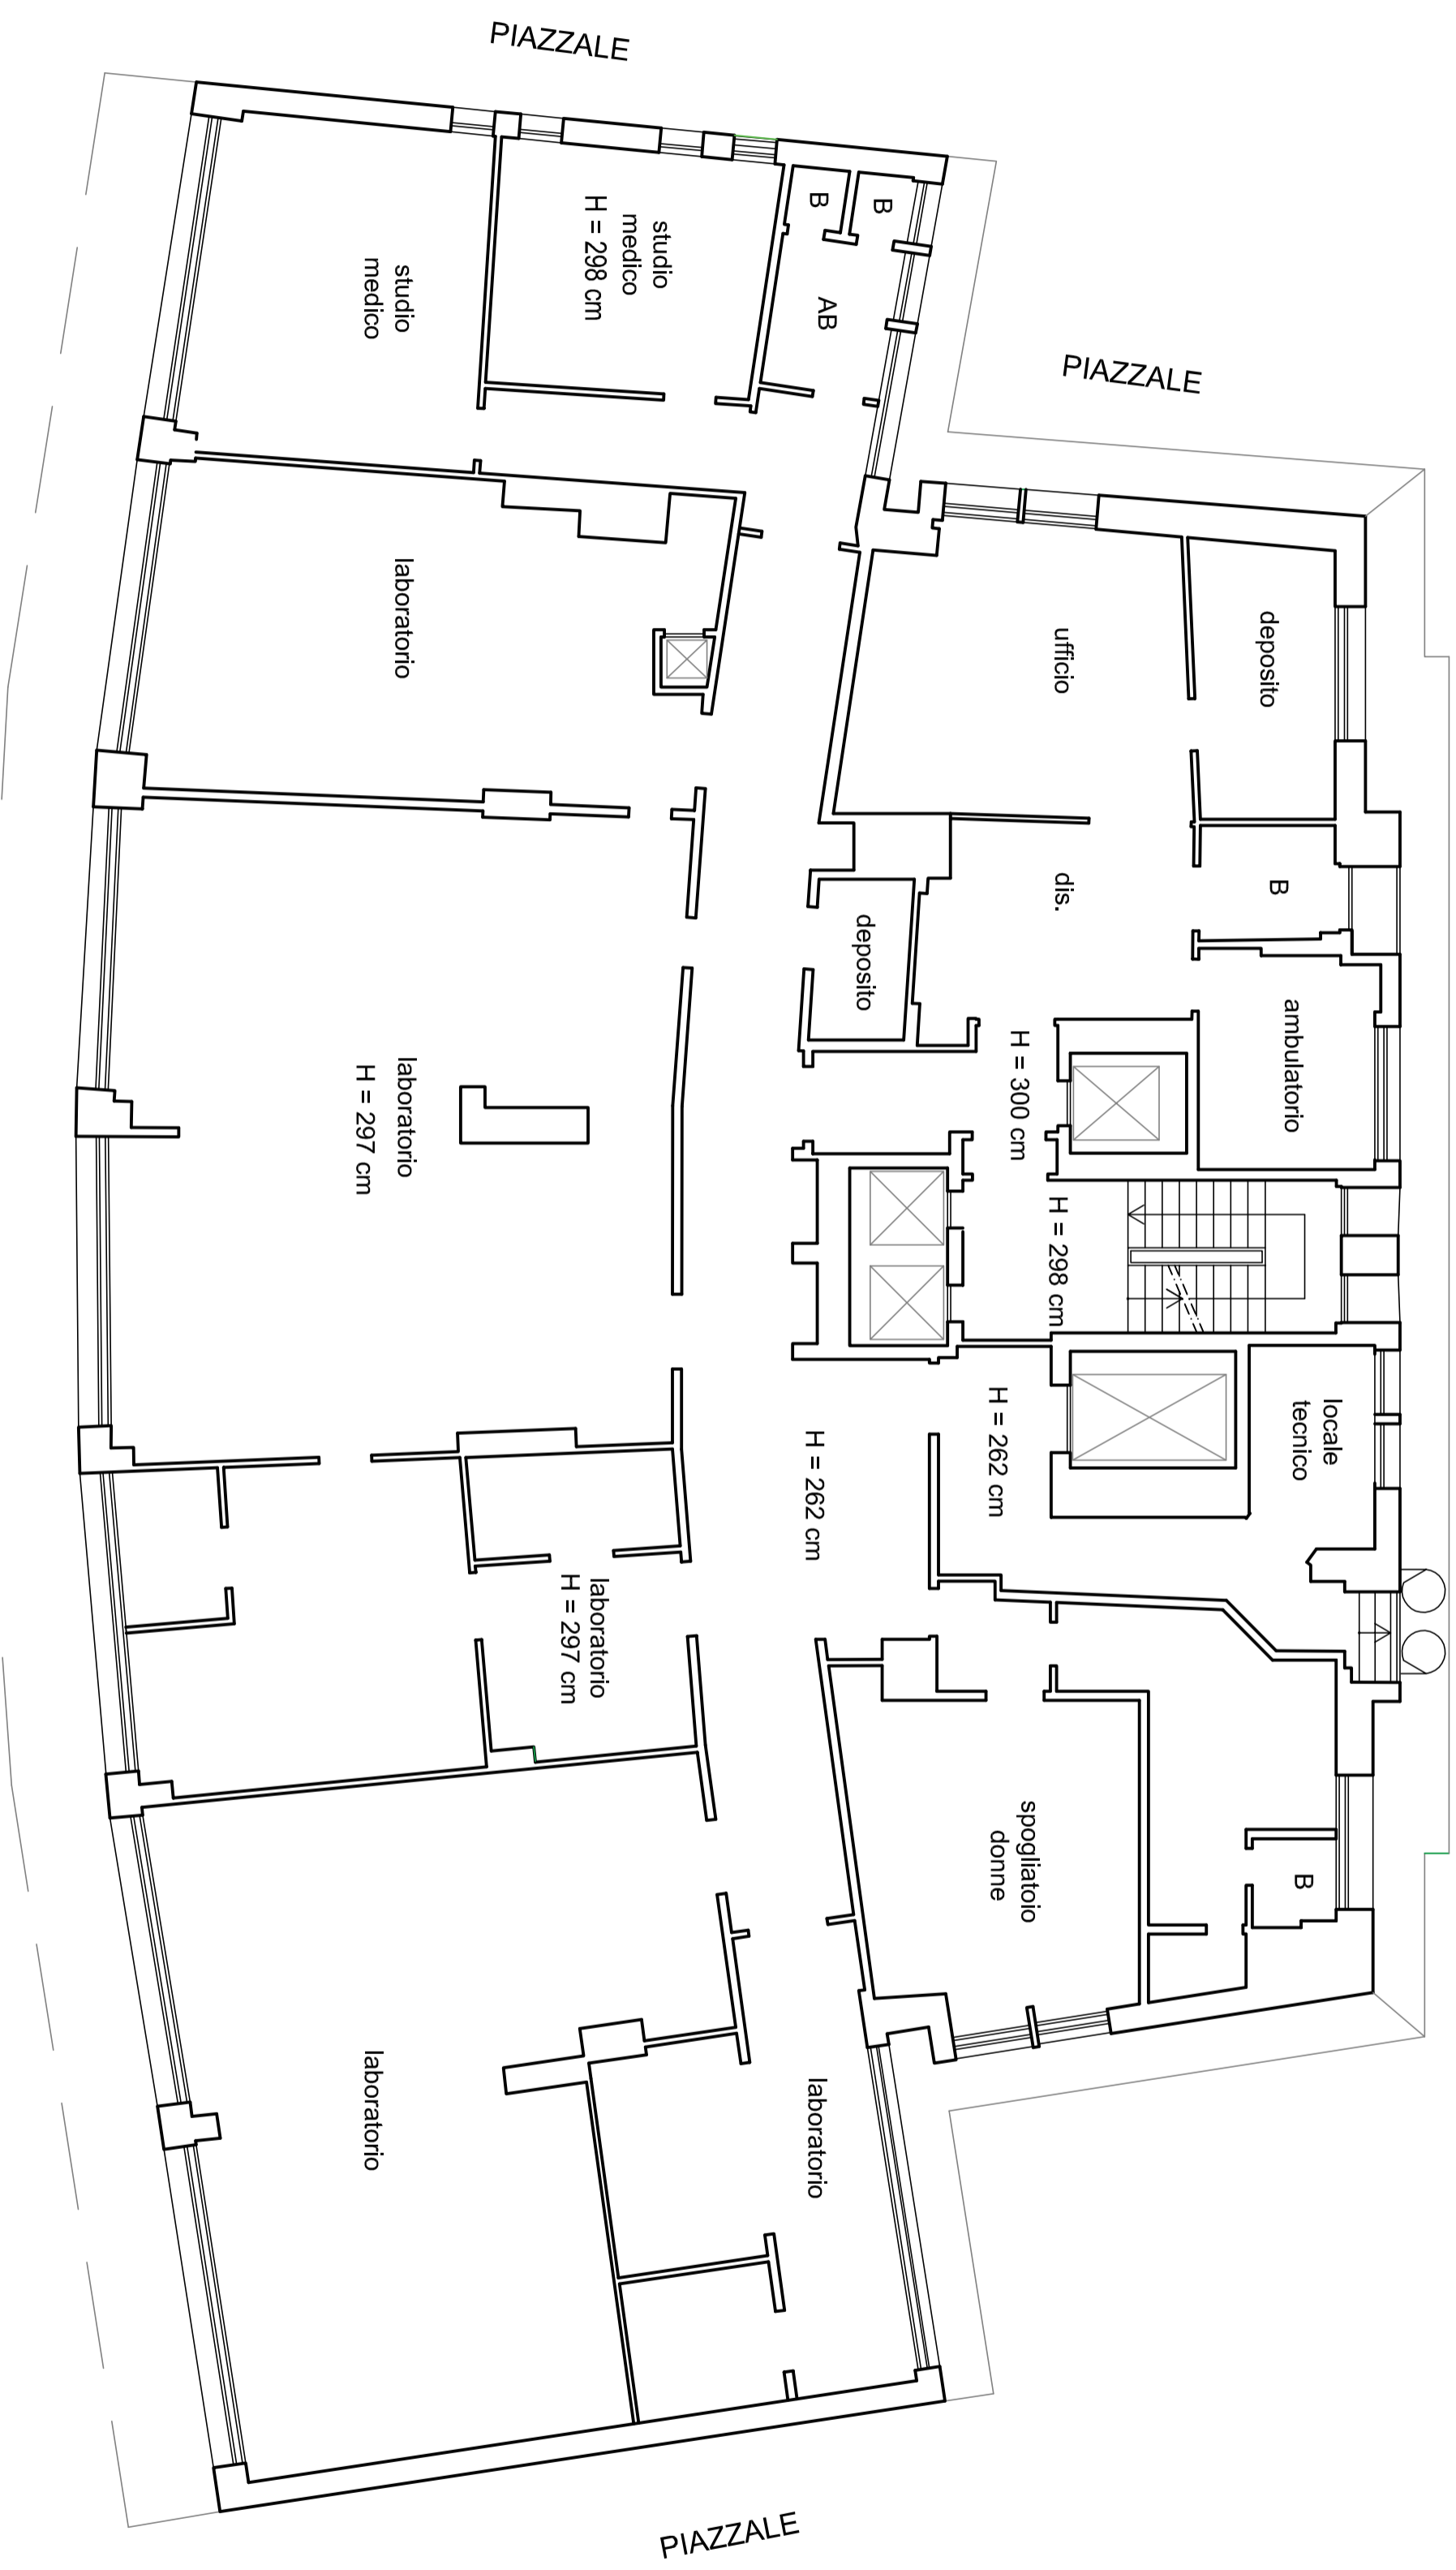 PIAZZALE
B
B
studio
medico
H = 298 cm
studio
medico
AB
PIAZZALE
laboratorio
ufficio
deposito
dis.
B
deposito
ambulatorio
H = 300 cm
laboratorio
H = 297 cm
H = 298 cm
H = 262 cm
locale
tecnico
H = 262 cm
laboratorio
H = 297 cm
spogliatoio
donne
B
laboratorio
laboratorio
PIAZZALE